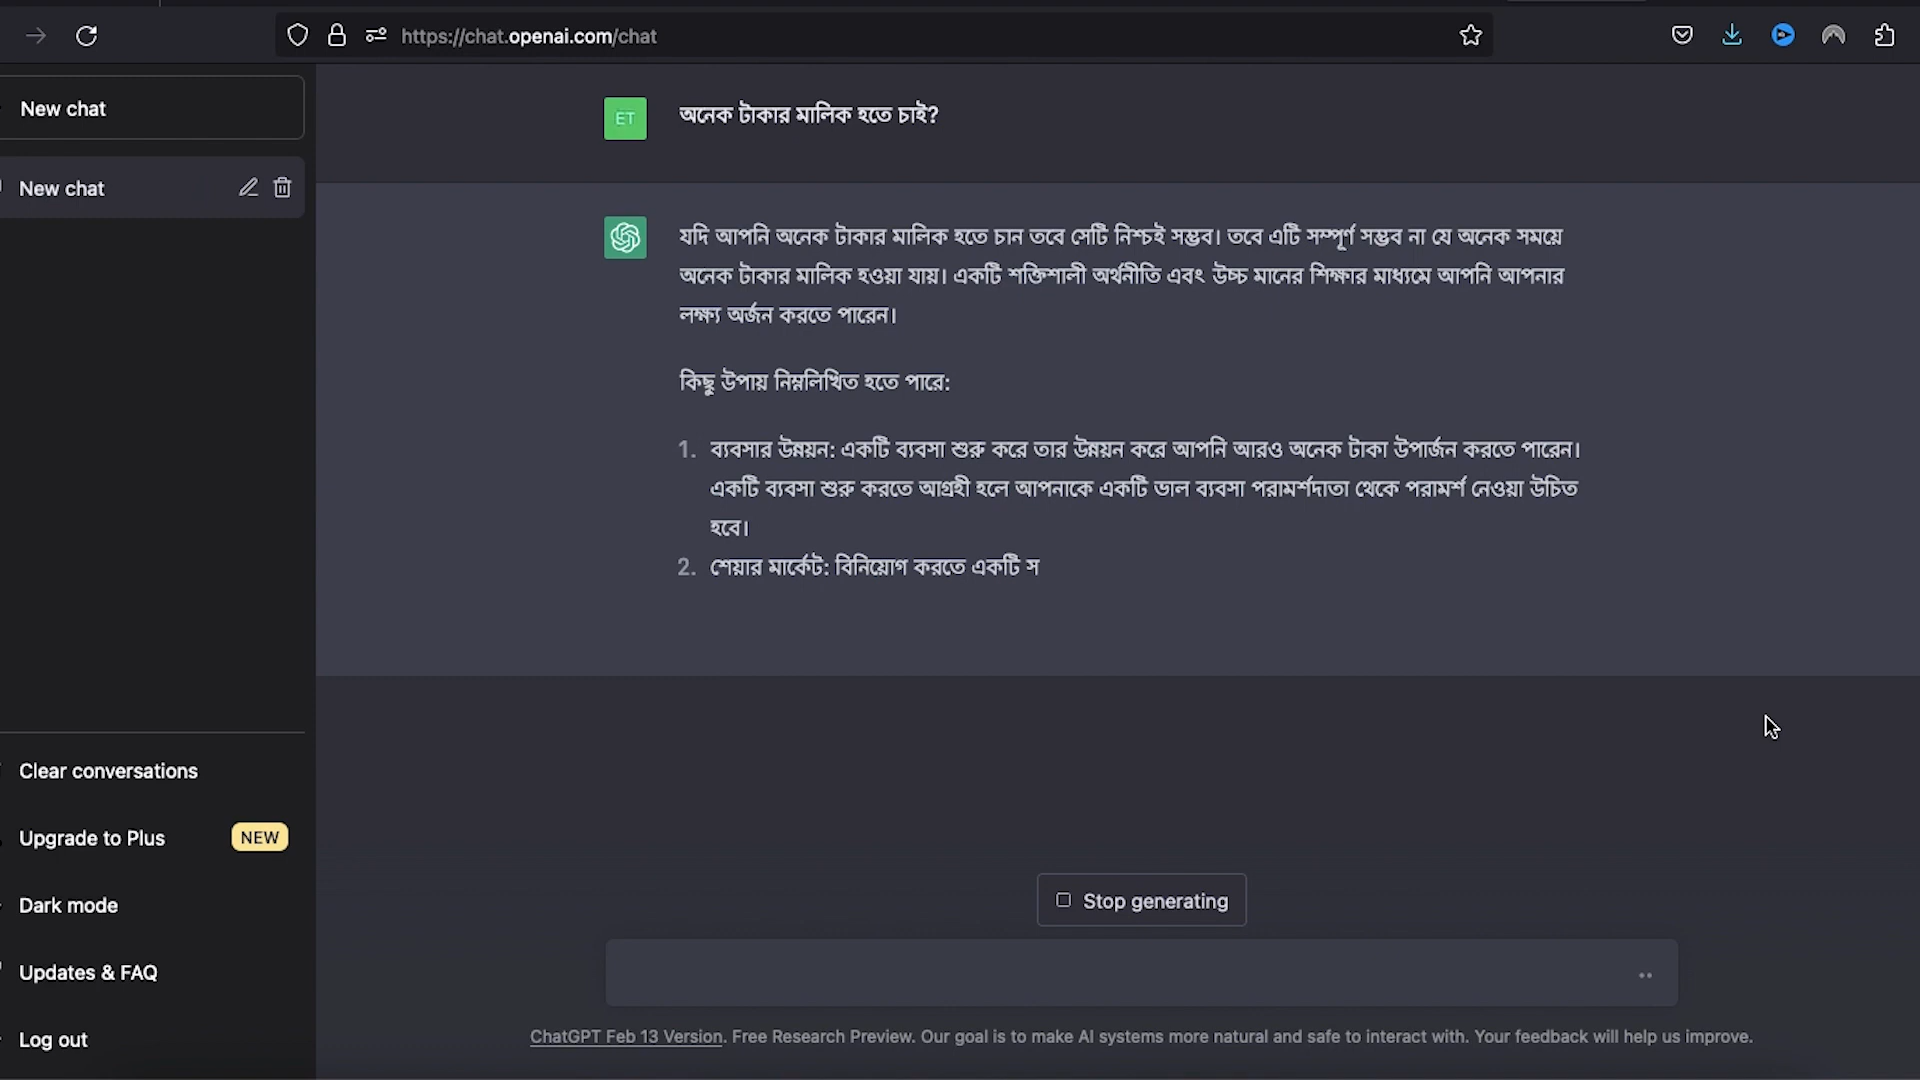 https://chat.openai.com/chat
New chat
New chat
ET
অনেক টাকার মালিক হতে চাই?
যদি আপনি অনেক টাকার মালিক হতে চান তবে সেটি নিশ্চই সম্ভব। তবে এটি সম্পূর্ণ সম্ভব না যে অনেক সময়ে
অনেক টাকার মালিক হওয়া যায়। একটি শক্তিশালী অর্থনীতি এবং উচ্চ মানের শিক্ষার মাধ্যমে আপনি আপনার
লক্ষ্য অর্জন করতে পারেন।
কিছু উপায় নিম্নলিখিত হতে পারে:
1. ব্যবসার উন্নয়ন: একটি ব্যবসা শুরু করে তার উন্নয়ন করে আপনি আরও অনেক টাকা উপার্জন করতে পারেন।
একটি ব্যবসা শুরু করতে আগ্রহী হলে আপনাকে একটি ভাল ব্যবসা পরামর্শদাতা থেকে পরামর্শ নেওয়া উচিত
হবে।
2. শেয়ার মার্কেট: বিনিয়োগ করতে একটি স
Clear conversations
Upgrade to Plus NEW
Dark mode
Updates & FAQ
Log out
Stop generating
ChatGPT Feb 13 Version. Free Research Preview. Our goal is to make AI systems more natural and safe to interact with. Your feedback will help us improve.